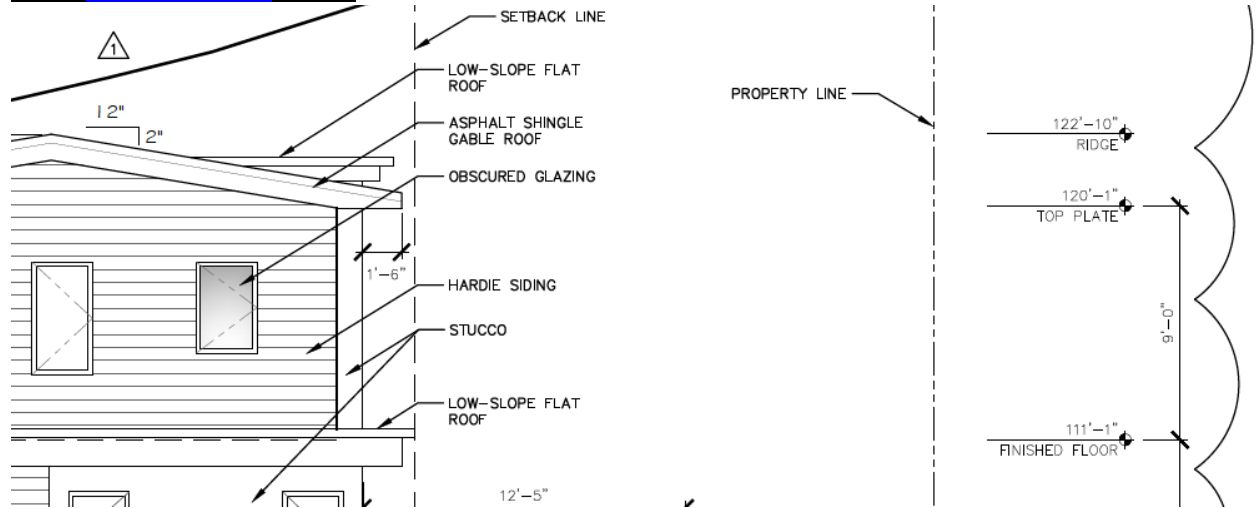 SETBACK LINE
1
LOW-SLOPE FLAT
ROOF
PROPERTY LINE
12"
2"
ASPHALT SHINGLE
GABLE ROOF
122'-10"
RIDGE
OBSCURED GLAZING
120'-1"
TOP PLATE
1'-6"
HARDIE SIDING
STUCCO
9'-0"
LOW-SLOPE FLAT
ROOF
111'-1"
FINISHED FLOOR
12'-5"